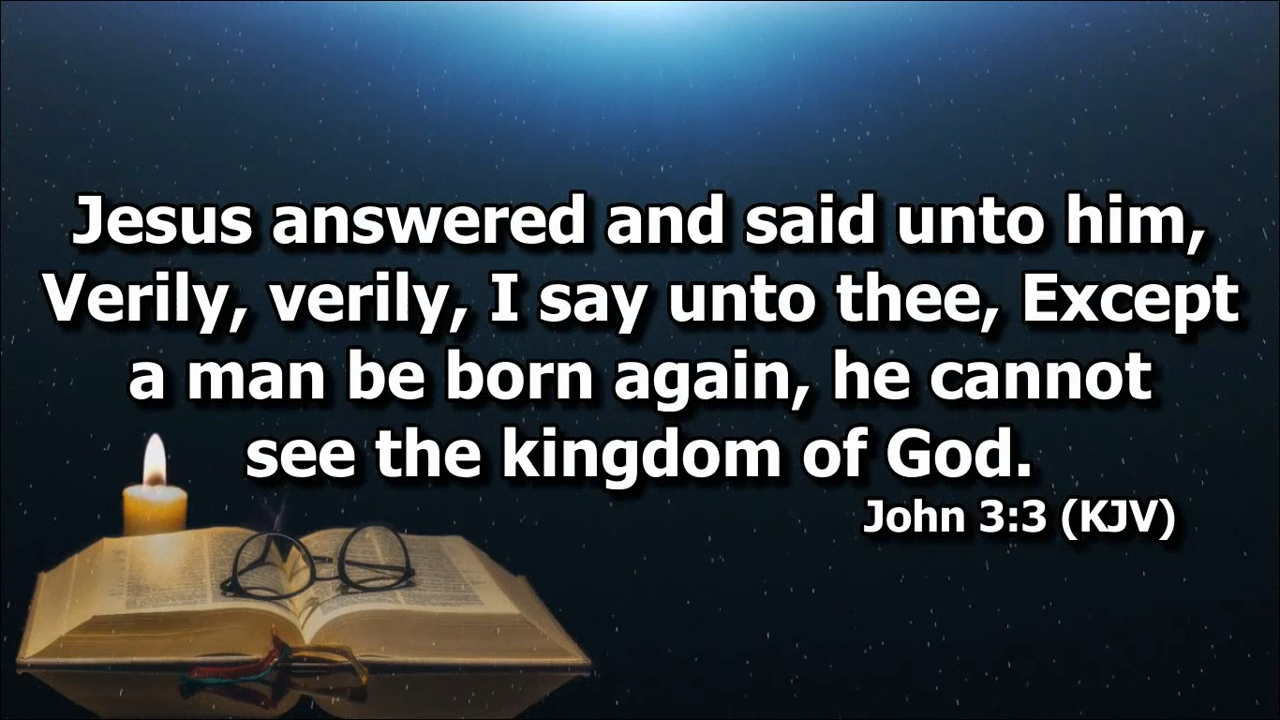 Jesus answered and said unto him,
Verily, verily, I say unto thee, Except
a man be born again, he cannot
see the kingdom of God.
John 3:3 (KJV)